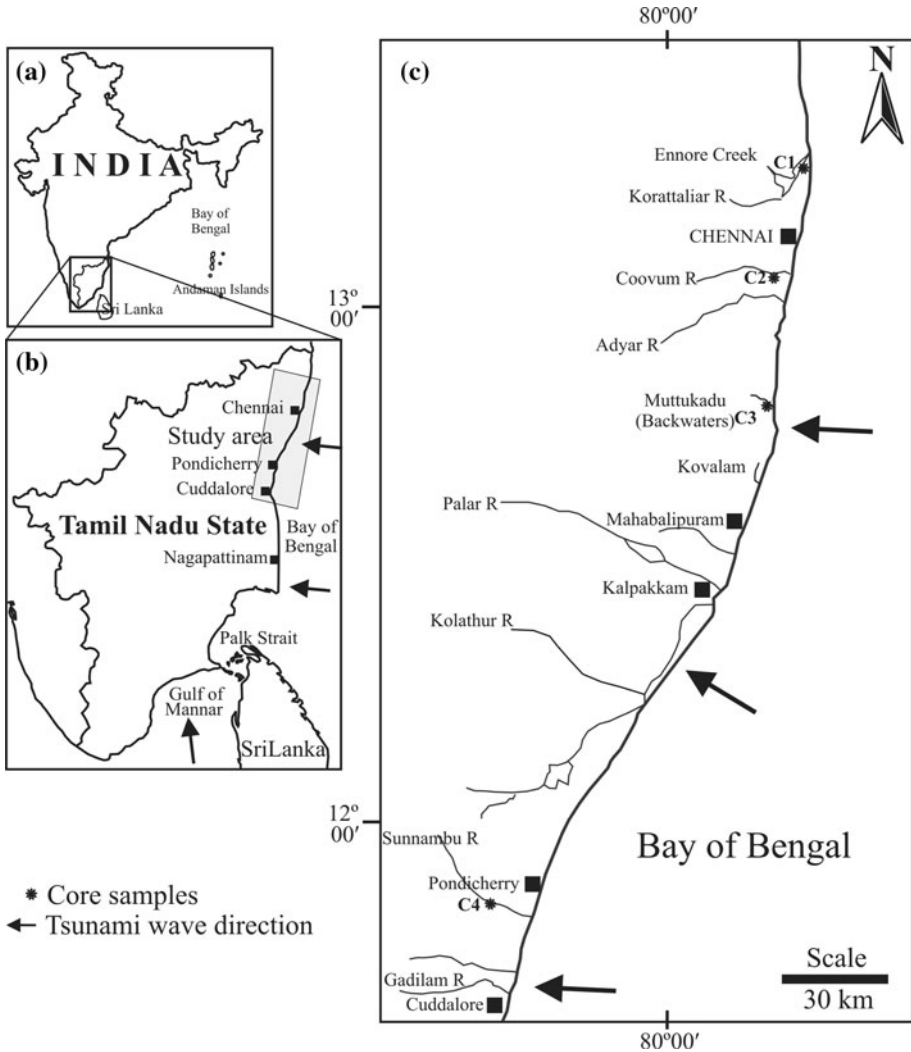 (a)
INDIA
Bay of
Bengal
Andaman Islands
Sri Lanka
(b)
Chennai
Study area
Pondicherry
Cuddalore
Tamil Nadu State
Bay of
Bengal
Nagapattinam
Palk Strait
Gulf of
Mannar
SriLanka
* Core samples
← Tsunami wave direction
80º00'
(c)
N
Ennore Creek
C1
Korattaliar R
CHENNAI
Coovum R
C2
13º
00'
Adyar R
Muttukadu
(Backwaters)
C3
Kovalam
Palar R
Mahabalipuram
Kalpakkam
Kolathur R
12º
00'
Sunnambu R
Bay of Bengal
Pondicherry
C4
Gadilam R
Cuddalore
Scale
30 km
80º00'